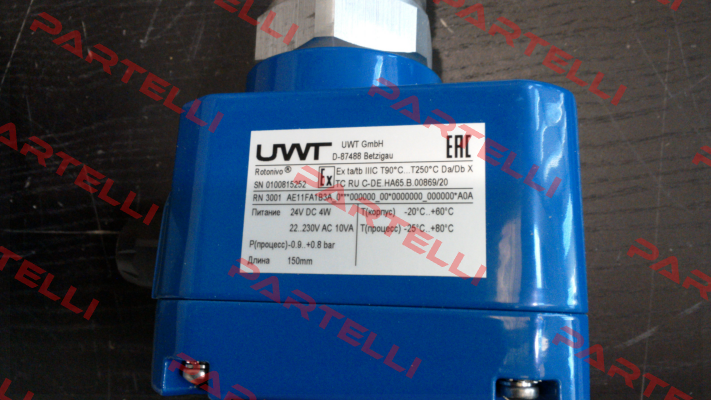 UWT
UWT GmbH
D-87488 Betzigau
EAC
Rotonivo®
SN 0100815252
Ex
Ex ta/tb IIIC T90°C...T250°C Da/Db X
TC RU C-DE.HA65.B.00869/20
RN 3001 AE11FA1B3A_0***000000_00*0000000_000000*A0A
Питание 24V DC 4W T(корпус) -20°C...+60°C
22..230V AC 10VA T(процесс) -25°C...+80°C
P(процесс) -0.9..+0.8 bar
Длина 150mm
PARTELLI